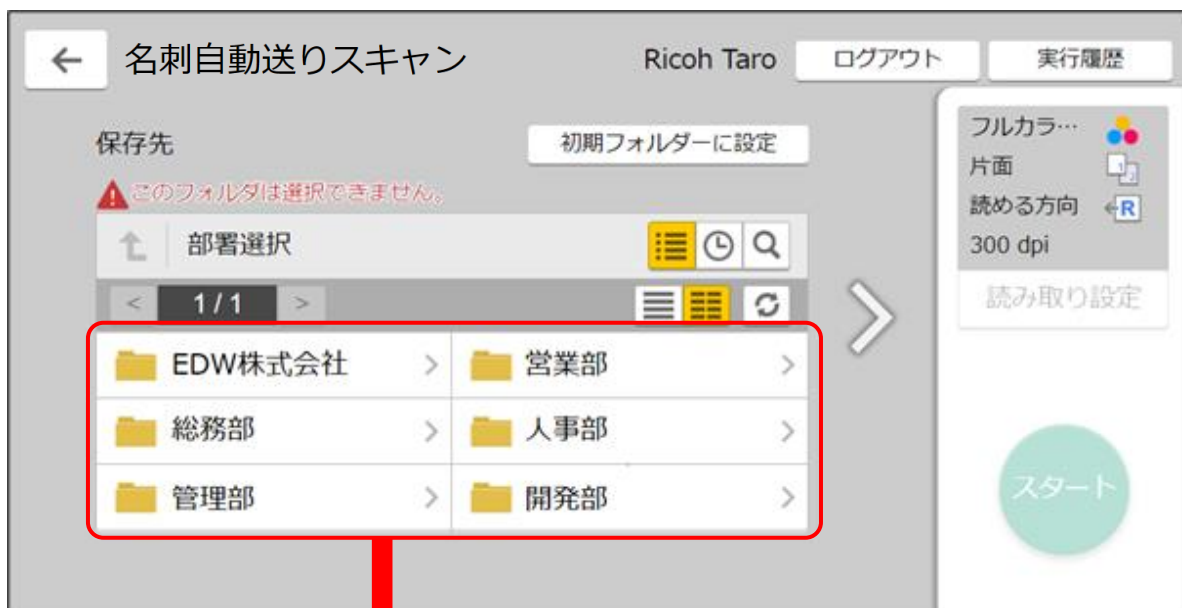 名刺自動送りスキャン
Ricoh Taro
ログアウト
実行履歴
保存先
初期フォルダーに設定
このフォルダは選択できません。
部署選択
< 1/1 >
EDW株式会社
営業部
総務部
人事部
管理部
開発部
フルカラ…
片面
読める方向
R
300 dpi
読み取り設定
スタート